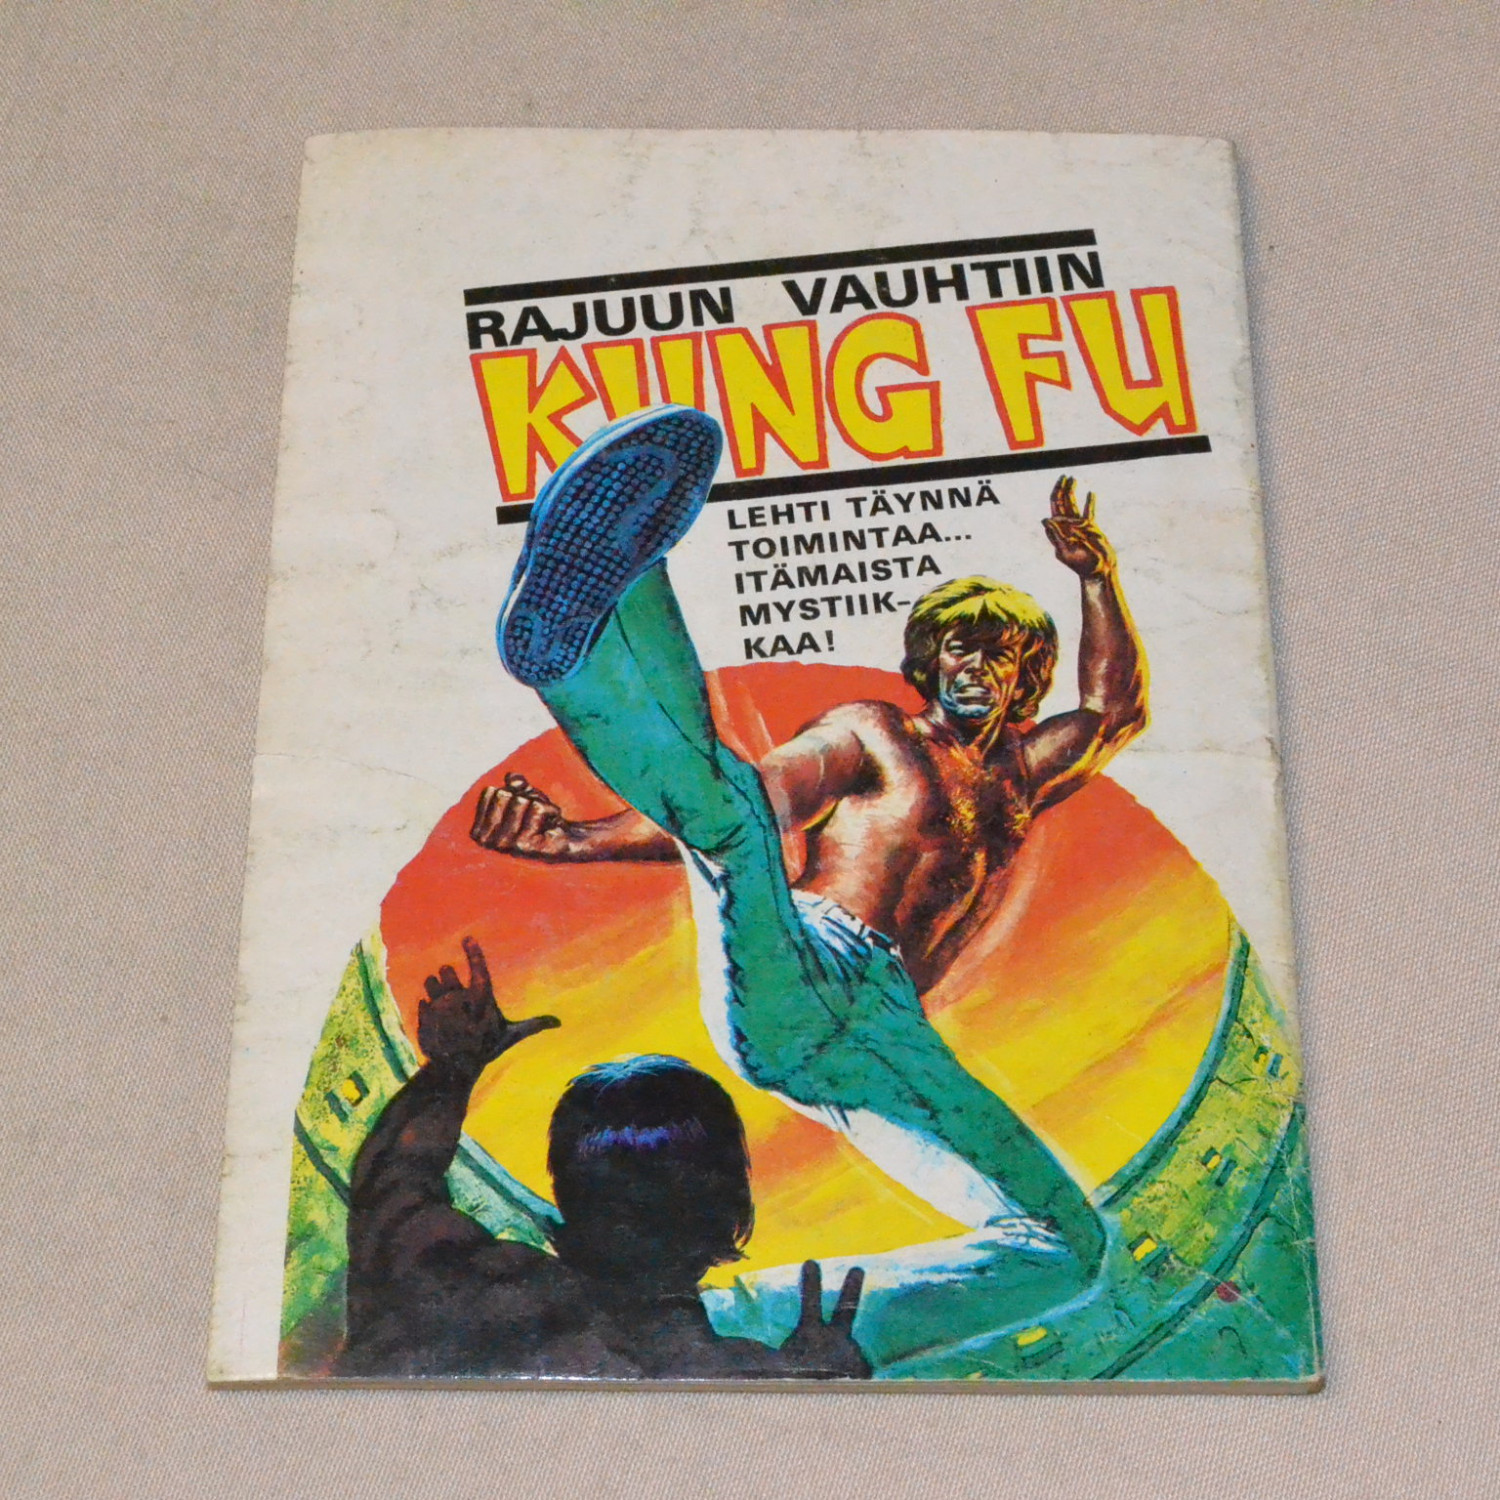 RAJUUN VAUHTIIN
KUNG FU
LEHTI TÄYNNÄ
TOIMINTAA...
ITÄMAISTA
MYSTIIK-
KAA!